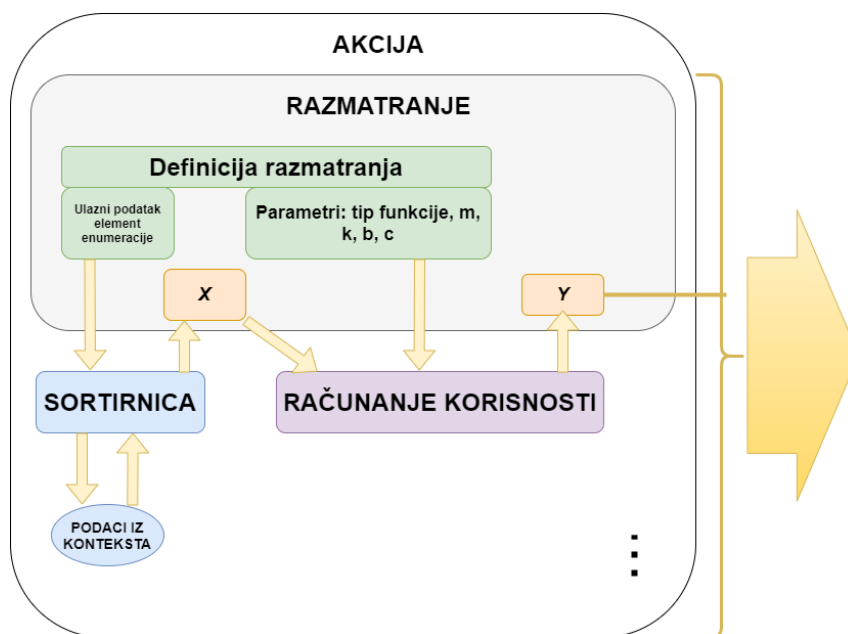 AKCIJA
RAZMATRANJE
Definicija razmatranja
Ulazni podatak
element
enumeracije
Parametri: tip funkcije, m,
k, b, c
X
Y
SORTIRNICA
RAČUNANJE KORISNOSTI
PODACI IZ
KONTEKSTA